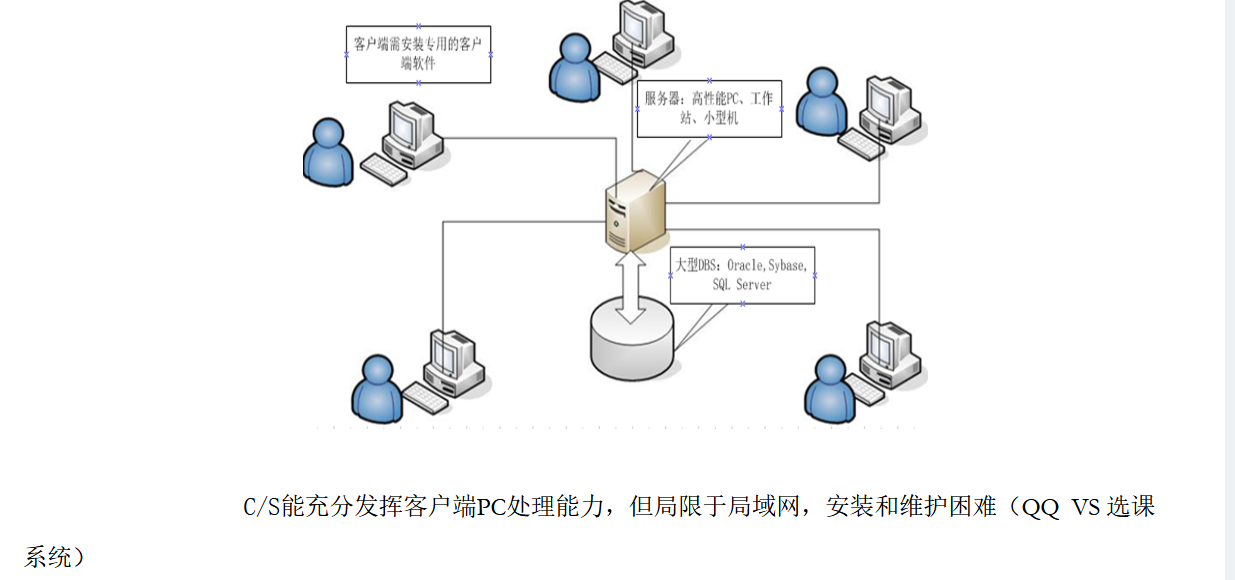 客户端需安装专用的客户
端软件
服务器：高性能PC、工作
站、小型机
大型DBS：Oracle,Sybase,
SQL Server
C/S能充分发挥客户端PC处理能力，但局限于局域网，安装和维护困难（QQ VS 选课
系统）